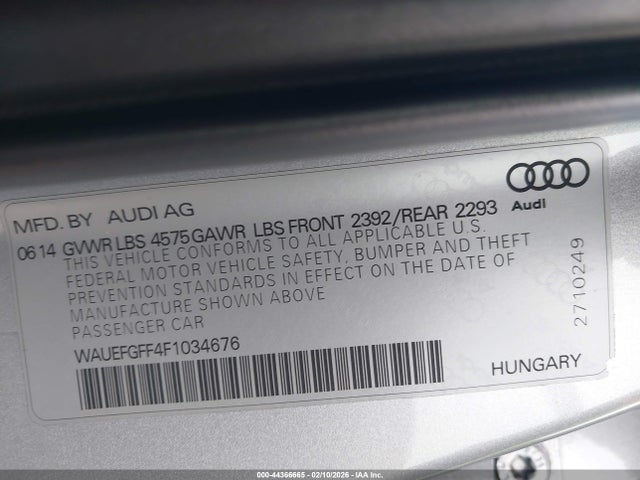 MFD. BY AUDI AG
Audi
06 14 GVWR LBS 4575 GAWR LBS FRONT 2392/REAR 2293
THIS VEHICLE CONFORMS TO ALL APPLICABLE U.S.
FEDERAL MOTOR VEHICLE SAFETY, BUMPER AND THEFT
PREVENTION STANDARDS IN EFFECT ON THE DATE OF
MANUFACTURE SHOWN ABOVE
PASSENGER CAR
2710249
WAUEFGFF4F1034676
HUNGARY
000-44366665 - 02/10/2026 - IAA, Inc.